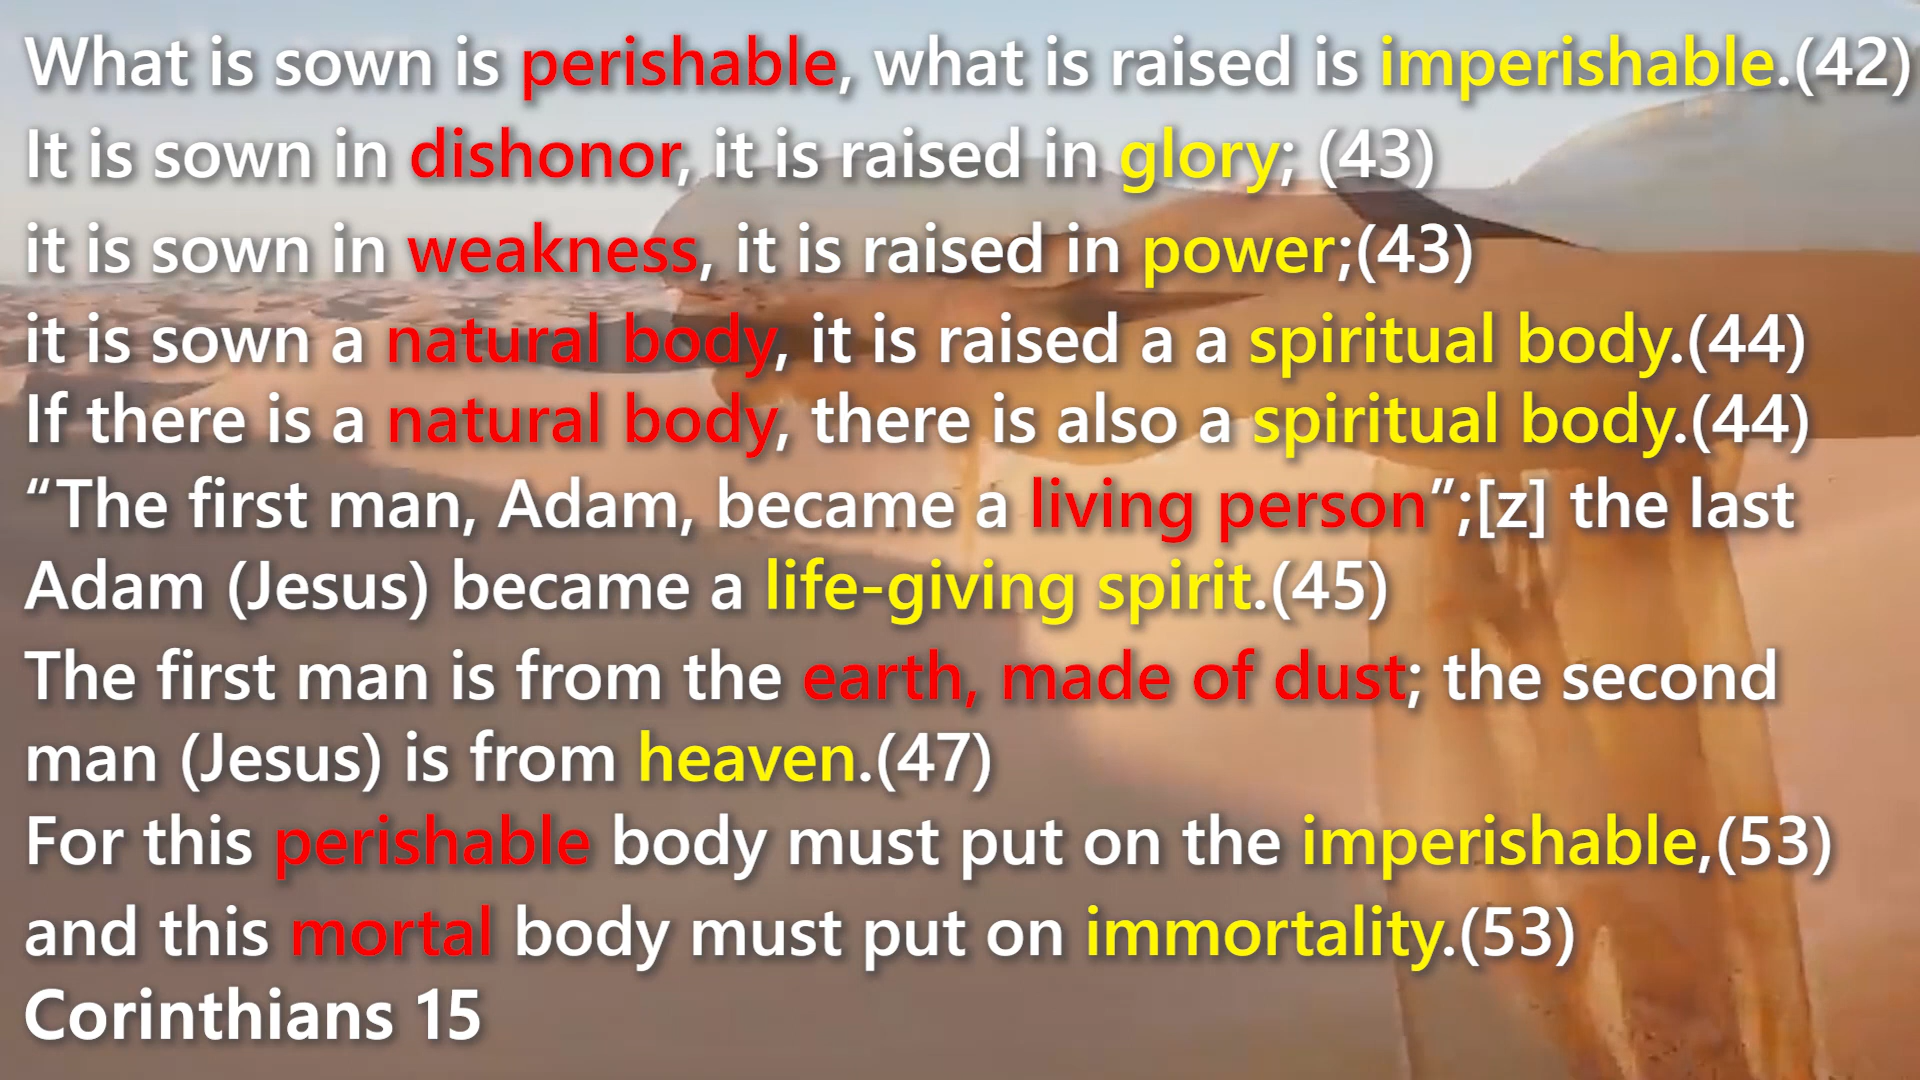 What is sown is perishable, what is raised is imperishable.(42)
It is sown in dishonor, it is raised in glory; (43)
it is sown in weakness, it is raised in power;(43)
it is sown a natural body, it is raised a a spiritual body.(44)
If there is a natural body, there is also a spiritual body.(44)
“The first man, Adam, became a living person”;[z] the last
Adam (Jesus) became a life-giving spirit.(45)
The first man is from the earth, made of dust; the second
man (Jesus) is from heaven.(47)
For this perishable body must put on the imperishable,(53)
and this mortal body must put on immortality.(53)
Corinthians 15